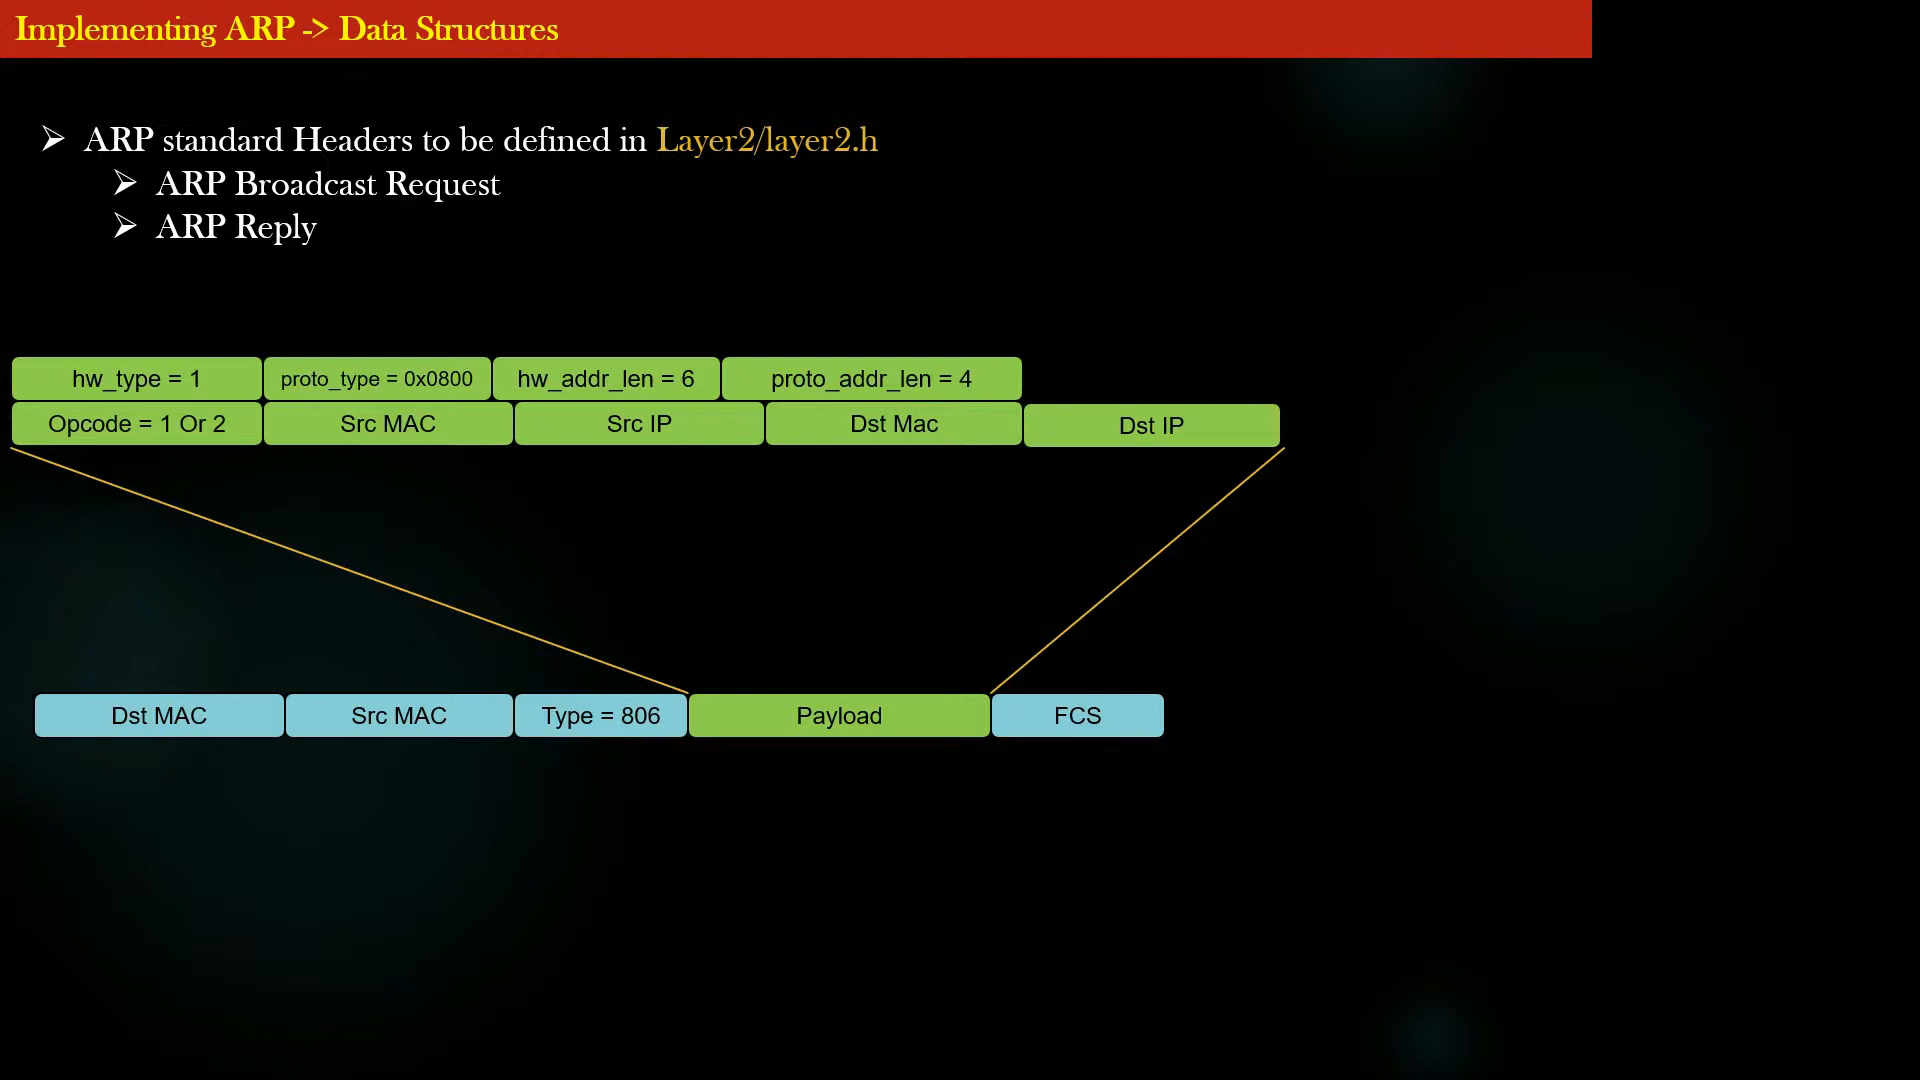 Implementing ARP -> Data Structures
➢ ARP standard Headers to be defined in Layer2/layer2.h
➢ ARP Broadcast Request
➢ ARP Reply
hw_type = 1 proto_type = 0x0800 hw_addr_len = 6 proto_addr_len = 4
Opcode = 1 Or 2 Src MAC Src IP Dst Mac Dst IP
Dst MAC Src MAC Type = 806 Payload FCS